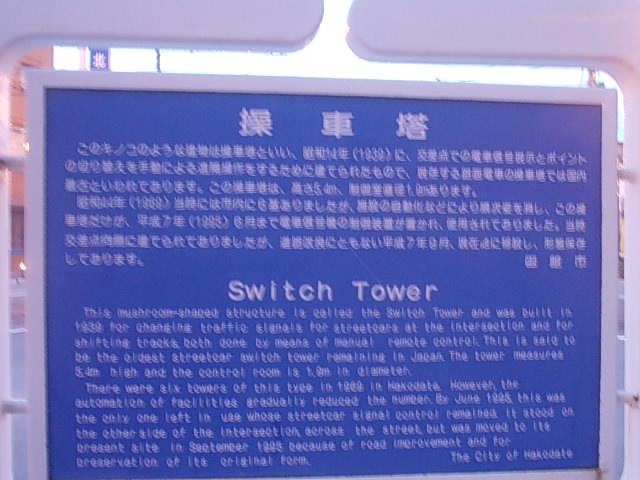 北
操車塔
このキノコのような建物は操車塔といい、昭和14年(1939)に、交差点での電車信号現示とポイント
の切り替えを手動による遠隔操作をするために建てられたもので、現存する路面電車の操車塔では国内
最古といわれております。この操車塔は、高さ5.4m、制御室直径1.9mあります。
昭和44年(1969)当時には市内に6基ありましたが、施設の自動化などにより順次姿を消し、この操
車塔だけが、平成7年(1995)6月まで電車信号機の制御装置が置かれ、使用されておりました。当時
交差点向側に建てられておりましたが、道路改良にともない平成7年9月、現在地に移設し、形態保存
しております。
函館市
Switch Tower
This mushroom-shaped structure is called the Switch Tower and was built in
1939 for changing traffic signals for streetcars at the intersection and for
shifting tracks, both done by means of manual remote control. This is said to
be the oldest streetcar switch tower remaining in Japan. The tower measures
5.4m high and the control room is 1.9m in diameter.
There were six towers of this type in 1969 in Hakodate. However, the
automation of facilities gradually reduced the number. By June 1995, this was
the only one left in use whose streetcar signal control remained. It stood on
the other side of the intersection, across the street, but was moved to its
present site in September 1995 because of road improvement and for
preservation of its original form.
The City of Hakodate